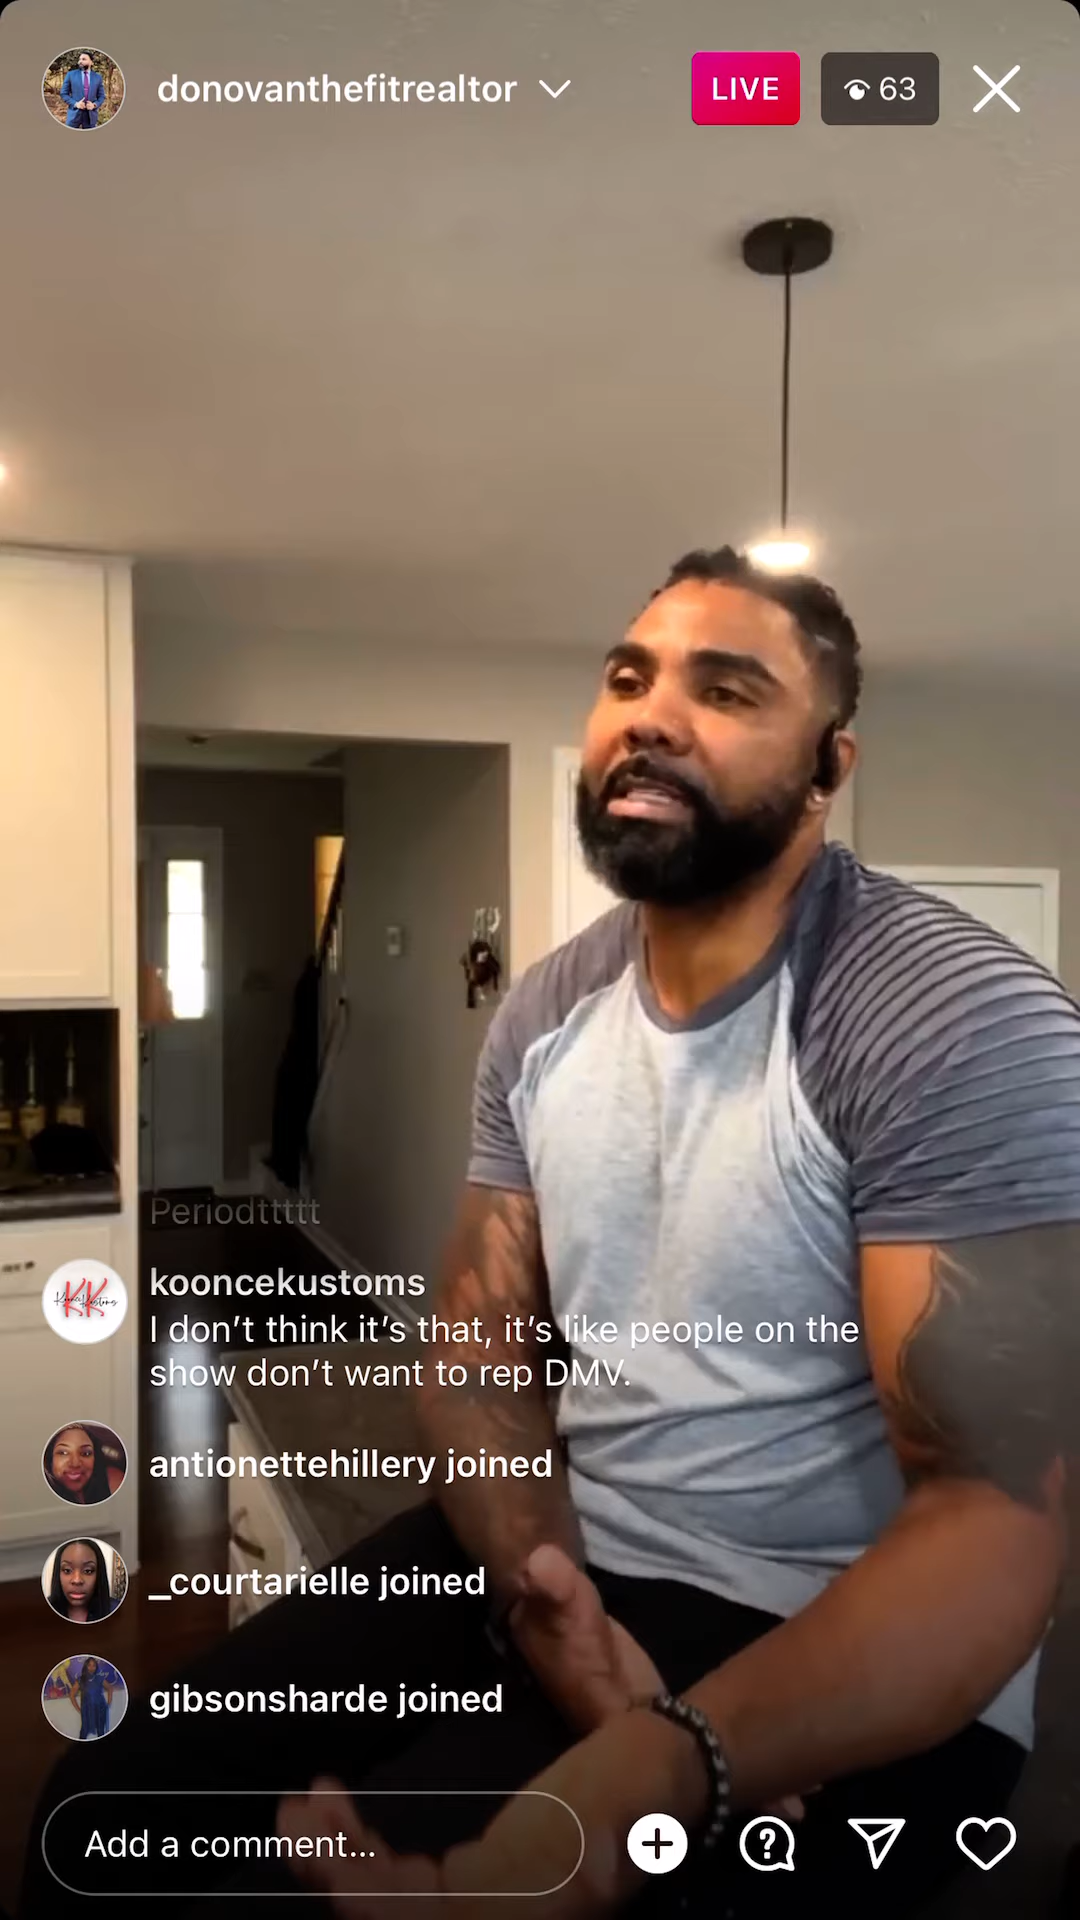 donovanthefitrealtor
LIVE
63
Periodttttt
kooncekustoms
I don’t think it’s that, it’s like people on the
show don’t want to rep DMV.
antionettehillery joined
_courtarielle joined
gibsonsharde joined
Add a comment...